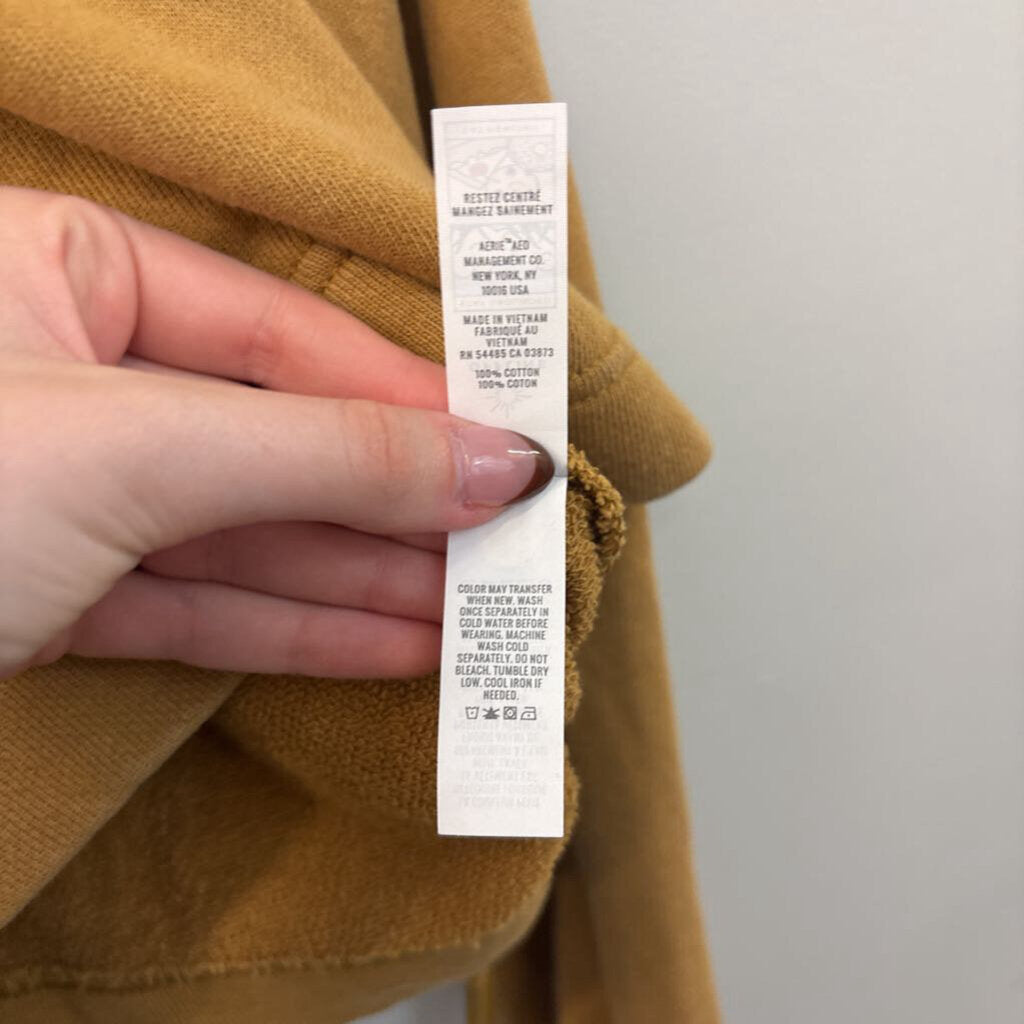 RESTEZ CENTRÉ
MANGEZ SAINEMENT
AERIE™ AEO
MANAGEMENT CO.
NEW YORK, NY
10016 USA
MADE IN VIETNAM
FABRIQUÉ AU
VIETNAM
RN 54485 CA 03873
100% COTTON
100% COTON
COLOR MAY TRANSFER
WHEN NEW. WASH
ONCE SEPARATELY IN
COLD WATER BEFORE
WEARING. MACHINE
WASH COLD
SEPARATELY. DO NOT
BLEACH. TUMBLE DRY
LOW. COOL IRON IF
NEEDED.